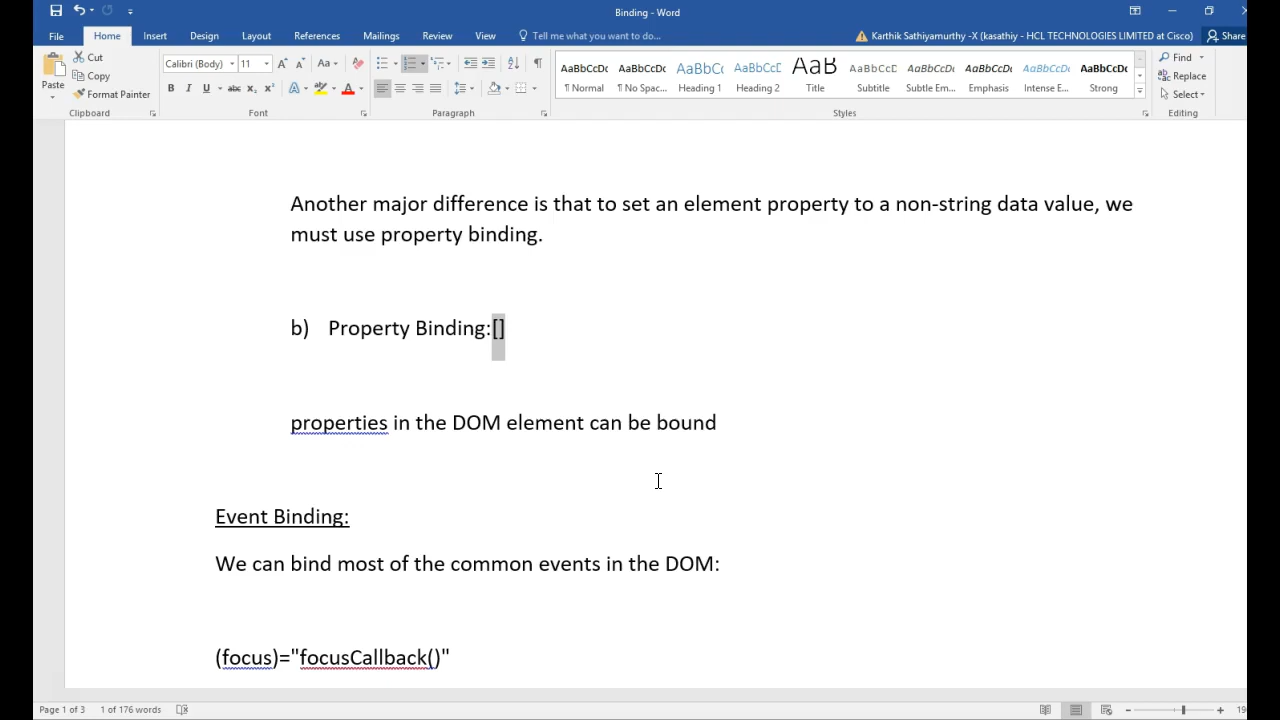 Binding - Word
File Home Insert Design Layout References Mailings Review View Tell me what you want to do... Karthik Sathiyamurthy -X (kasathiy - HCL TECHNOLOGIES LIMITED at Cisco) Share
Paste
Cut
Copy
Format Painter
Clipboard
Calibri (Body) 11
Font
Paragraph
AaBbCcDc AaBbCcDc AaBbCc AaBbCcD AaB AaBbCcD AaBbCcDc AaBbCcDc AaBbCcDc AaBbCcDc
¶ Normal ¶ No Spac... Heading 1 Heading 2 Title Subtitle Subtle Em... Emphasis Intense E... Strong
Styles
Find
Replace
Select
Editing
Another major difference is that to set an element property to a non-string data value, we
must use property binding.
b) Property Binding:[]
properties in the DOM element can be bound
Event Binding:
We can bind most of the common events in the DOM:
(focus)="focusCallback()"
Page 1 of 3 1 of 176 words